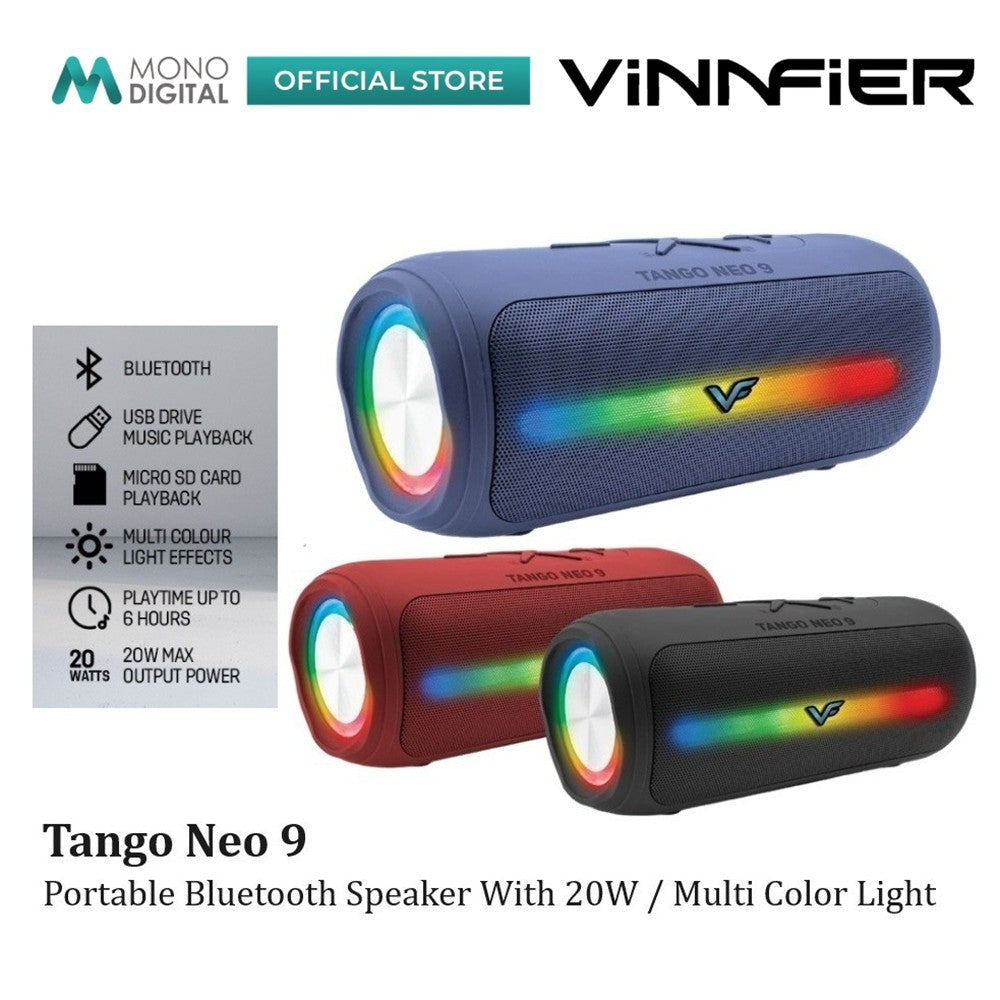 MONO
DIGITAL
OFFICIAL STORE
ViNNFiER
TANGO NEO 9
BLUETOOTH
USB DRIVE
MUSIC PLAYBACK
MICRO SD CARD
PLAYBACK
MULTI COLOUR
LIGHT EFFECTS
PLAYTIME UP TO
6 HOURS
20
WATTS
20W MAX
OUTPUT POWER
VF
TANGO NEO 9
TANGO NEO 9
VF
Tango Neo 9
Portable Bluetooth Speaker With 20W / Multi Color Light